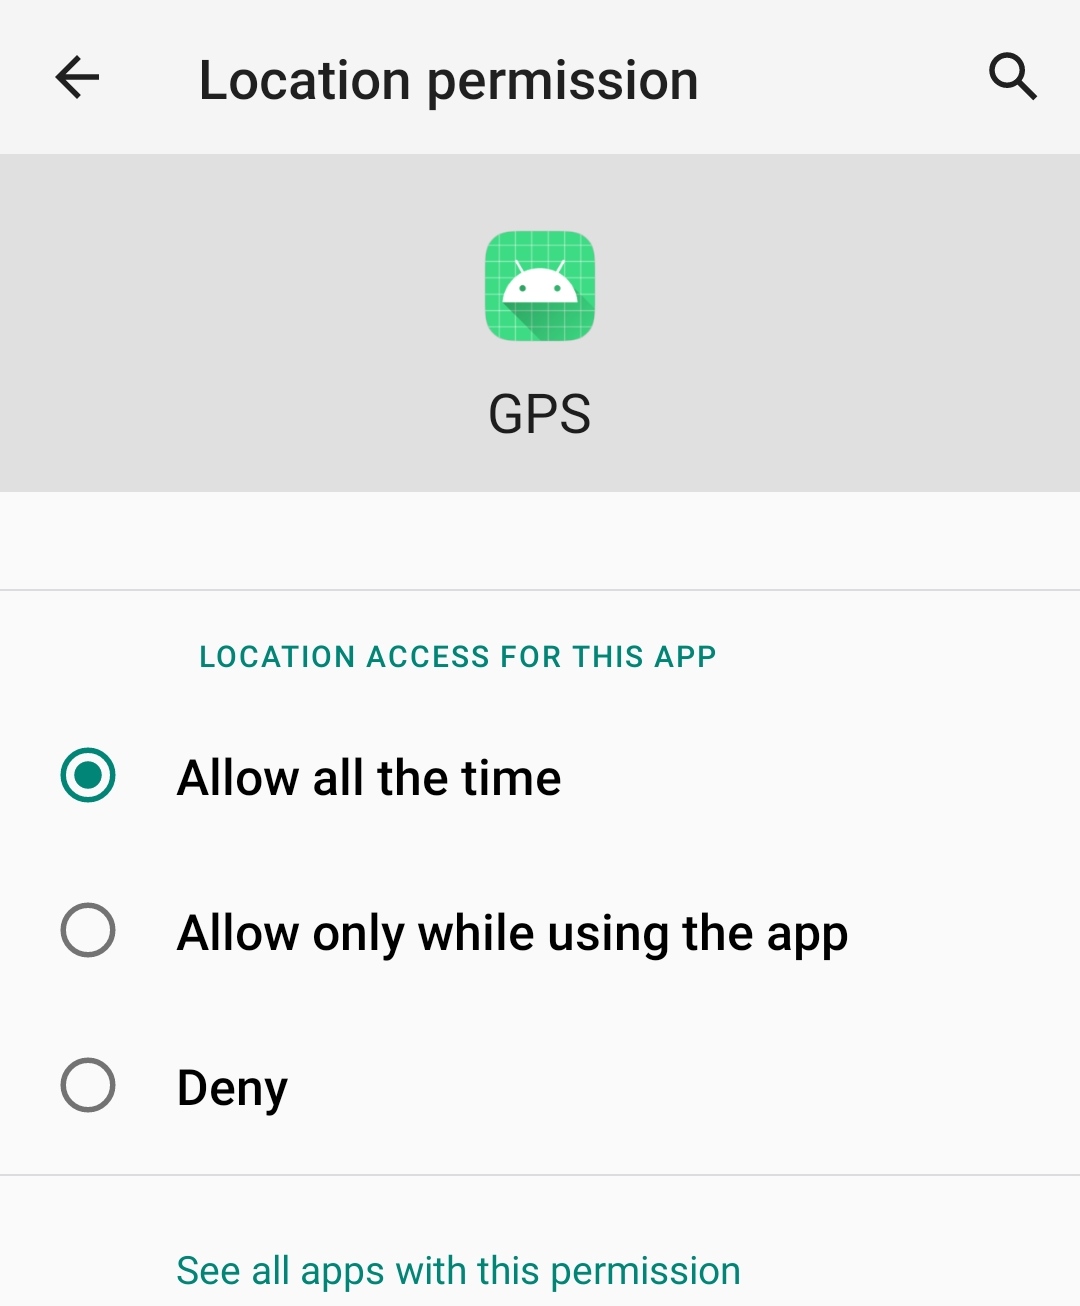 Location permission
GPS
LOCATION ACCESS FOR THIS APP
Allow all the time
Allow only while using the app
Deny
See all apps with this permission